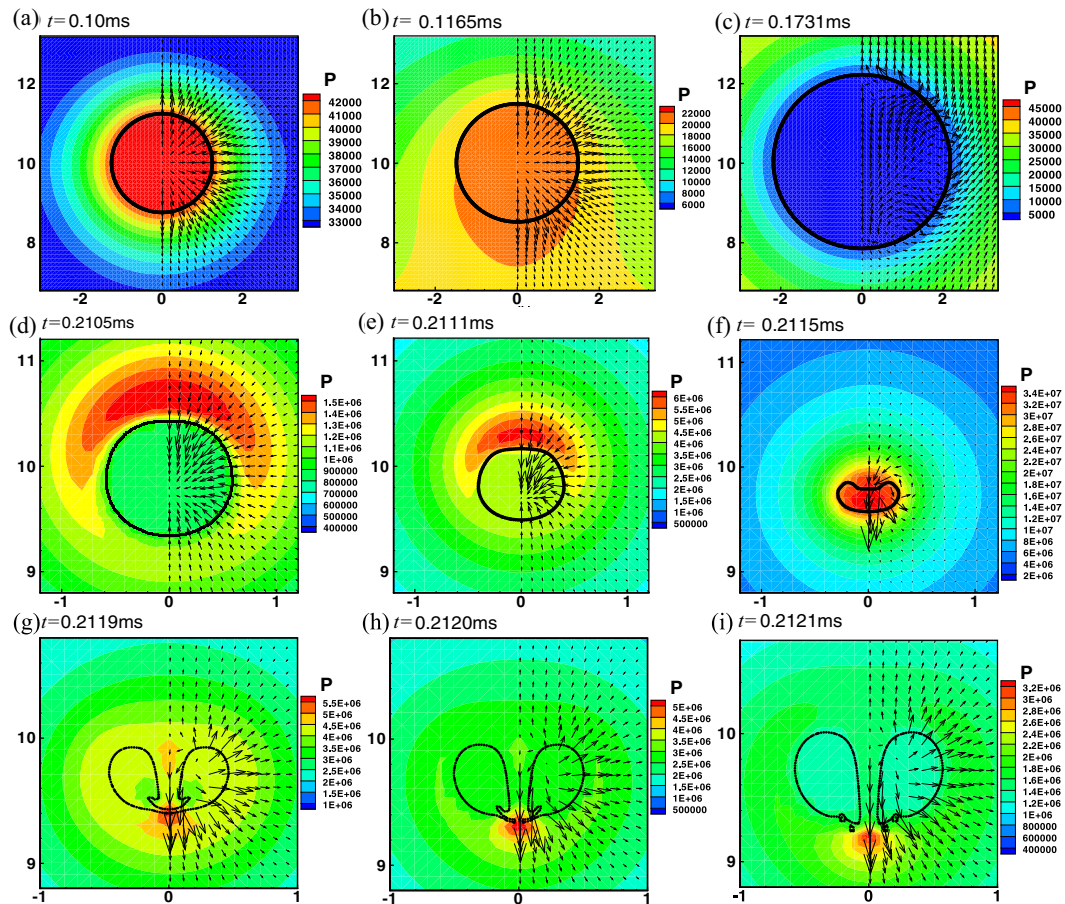 (a) t=0.10ms
(b) t=0.1165ms
(c) t=0.1731ms
12
10
8
-2
0
2
P
42000
41000
40000
39000
38000
37000
36000
35000
34000
33000
12
10
8
-2
0
2
P
22000
20000
18000
16000
14000
12000
10000
8000
6000
12
10
8
-2
0
2
P
45000
40000
35000
30000
25000
20000
15000
10000
5000
(d) t=0.2105ms
(e) t=0.2111ms
(f) t=0.2115ms
11
10
9
-1
0
1
P
1.5E+06
1.4E+06
1.3E+06
1.2E+06
1.1E+06
1E+06
900000
800000
700000
600000
500000
400000
11
10
9
-1
0
1
P
6E+06
5.5E+06
5E+06
4.5E+06
4E+06
3.5E+06
3E+06
2.5E+06
2E+06
1.5E+06
1E+06
500000
11
10
9
-1
0
1
P
3.4E+07
3.2E+07
3E+07
2.8E+07
2.6E+07
2.4E+07
2.2E+07
2E+07
1.8E+07
1.6E+07
1.4E+07
1.2E+07
1E+07
8E+06
6E+06
4E+06
2E+06
(g) t=0.2119ms
(h) t=0.2120ms
(i) t=0.2121ms
10
9
-1
0
1
P
5.5E+06
5E+06
4.5E+06
4E+06
3.5E+06
3E+06
2.5E+06
2E+06
1.5E+06
1E+06
10
9
-1
0
1
P
5E+06
4.5E+06
4E+06
3.5E+06
3E+06
2.5E+06
2E+06
1.5E+06
1E+06
500000
10
9
-1
0
1
P
3.2E+06
3E+06
2.8E+06
2.6E+06
2.4E+06
2.2E+06
2E+06
1.8E+06
1.6E+06
1.4E+06
1.2E+06
1E+06
800000
600000
400000